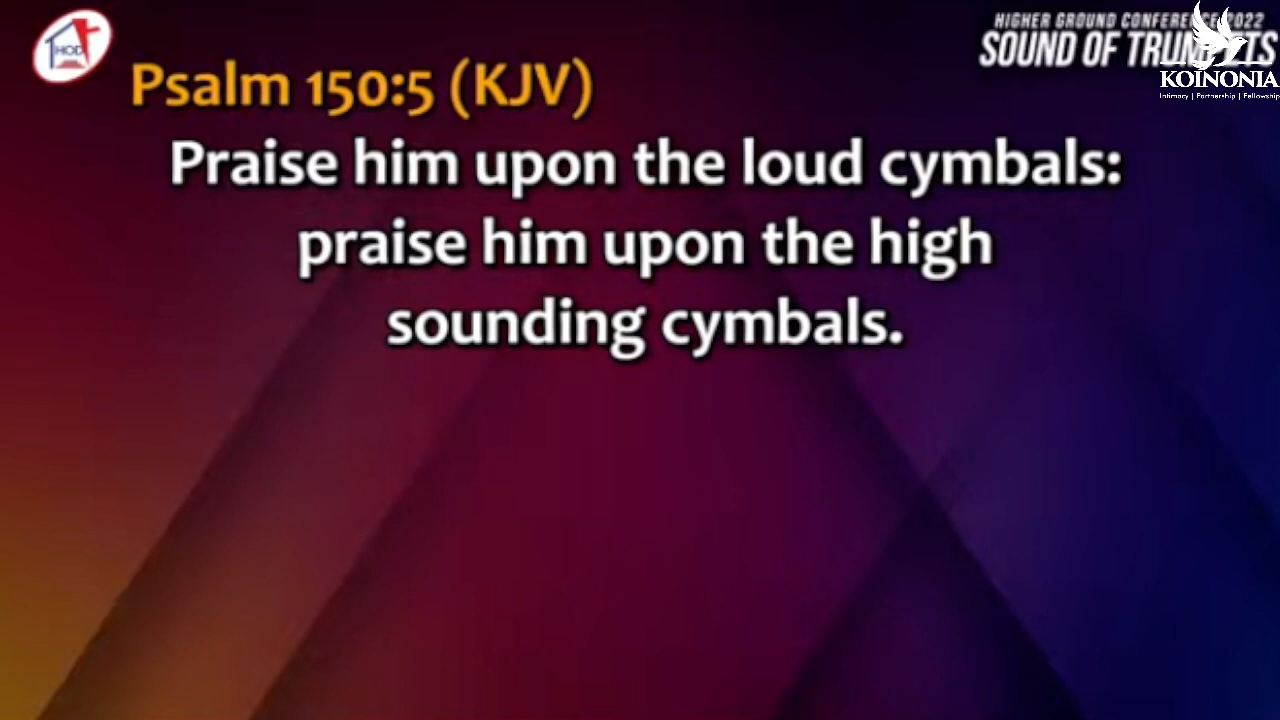 HOD
HIGHER GROUND CONFERENCE 2022
SOUND OF TRUMPETS
KOINONIA
Intimacy | Partnership | Fellowship
Psalm 150:5 (KJV)
Praise him upon the loud cymbals:
praise him upon the high
sounding cymbals.